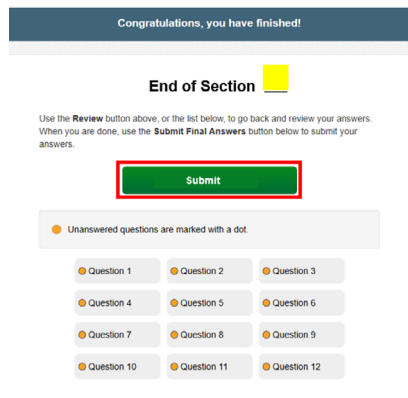 Congratulations, you have finished!
End of Section __
Use the Review button above, or the list below, to go back and review your answers.
When you are done, use the Submit Final Answers button below to submit your
answers.
Submit
Unanswered questions are marked with a dot.
Question 1 Question 2 Question 3
Question 4 Question 5 Question 6
Question 7 Question 8 Question 9
Question 10 Question 11 Question 12